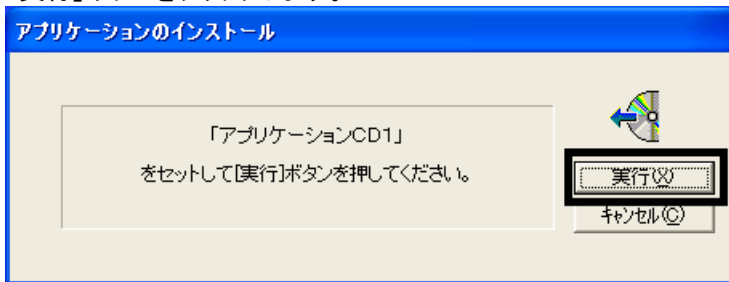 アプリケーションのインストール
「アプリケーションCD1」
をセットして[実行]ボタンを押してください。
実行(X)
キャンセル(C)